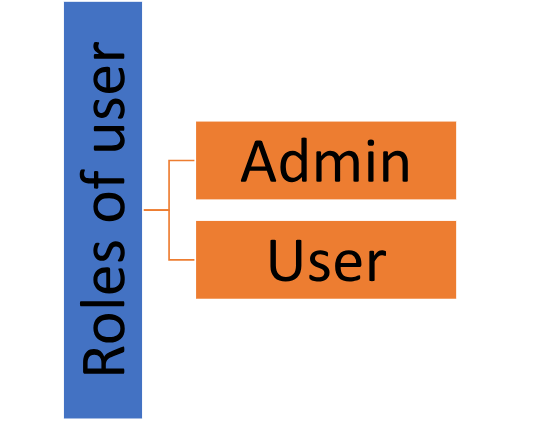 Roles of user
Admin
User